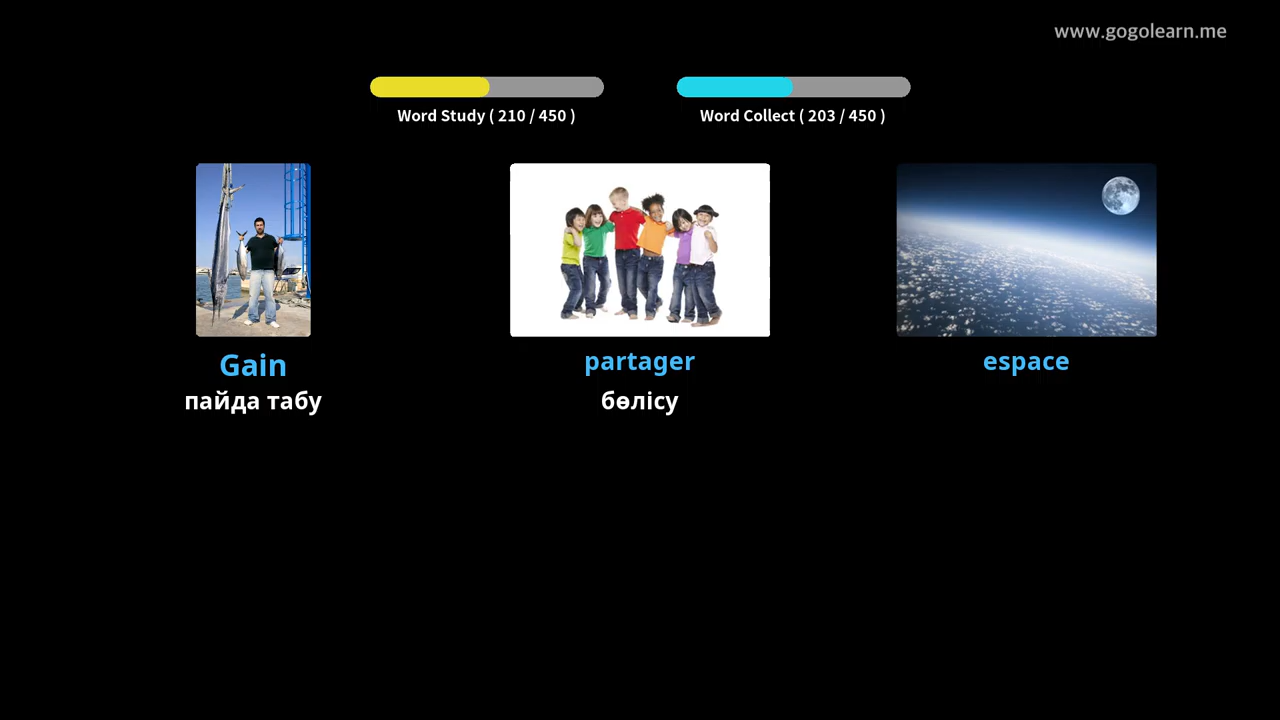 www.gogolearn.me
Word Study ( 210 / 450 )
Word Collect ( 203 / 450 )
Gain
partager
espace
пайда табу
бөлісу